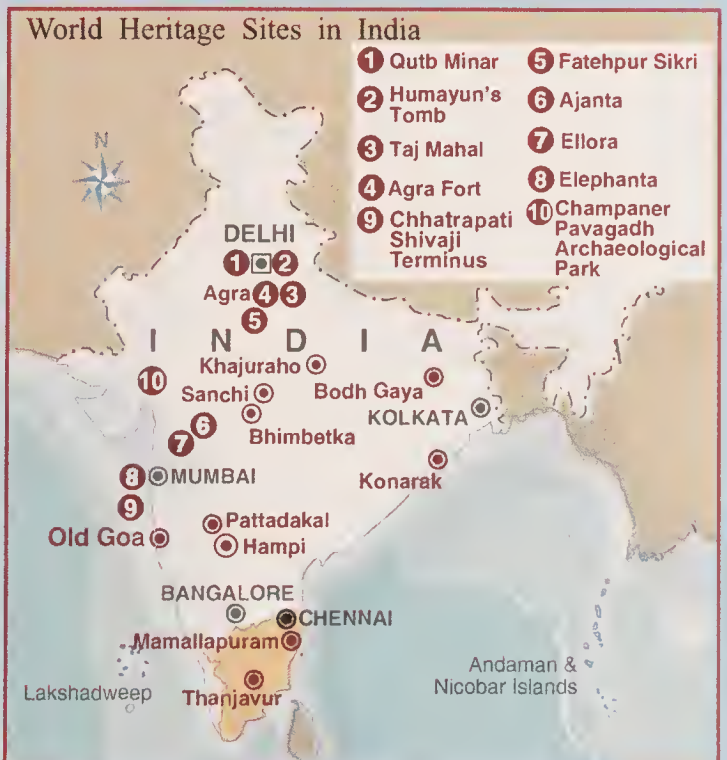 World Heritage Sites in India
1 Qutb Minar
2 Humayun's
Tomb
3 Taj Mahal
4 Agra Fort
9 Chhatrapati
Shivaji
Terminus
5 Fatehpur Sikri
6 Ajanta
7 Ellora
8 Elephanta
10 Champaner
Pavagadh
Archaeological
Park
N
DELHI
1 2
Agra 4 3
5
I N D I A
Khajuraho
10
Sanchi
Bodh Gaya
KOLKATA
6
Bhimbetka
7
8 MUMBAI
Konarak
9
Pattadakal
Old Goa
Hampi
BANGALORE
CHENNAI
Mamallapuram
Andaman &
Nicobar Islands
Lakshadweep
Thanjavur